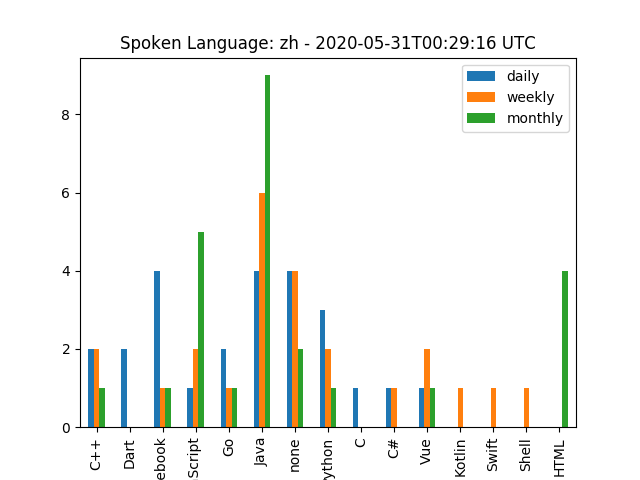 Spoken Language: zh - 2020-05-31T00:29:16 UTC
daily
weekly
monthly
8
6
4
2
0
C++
Dart
ebook
Script
Go
Java
none
ython
C
C#
Vue
Kotlin
Swift
Shell
HTML